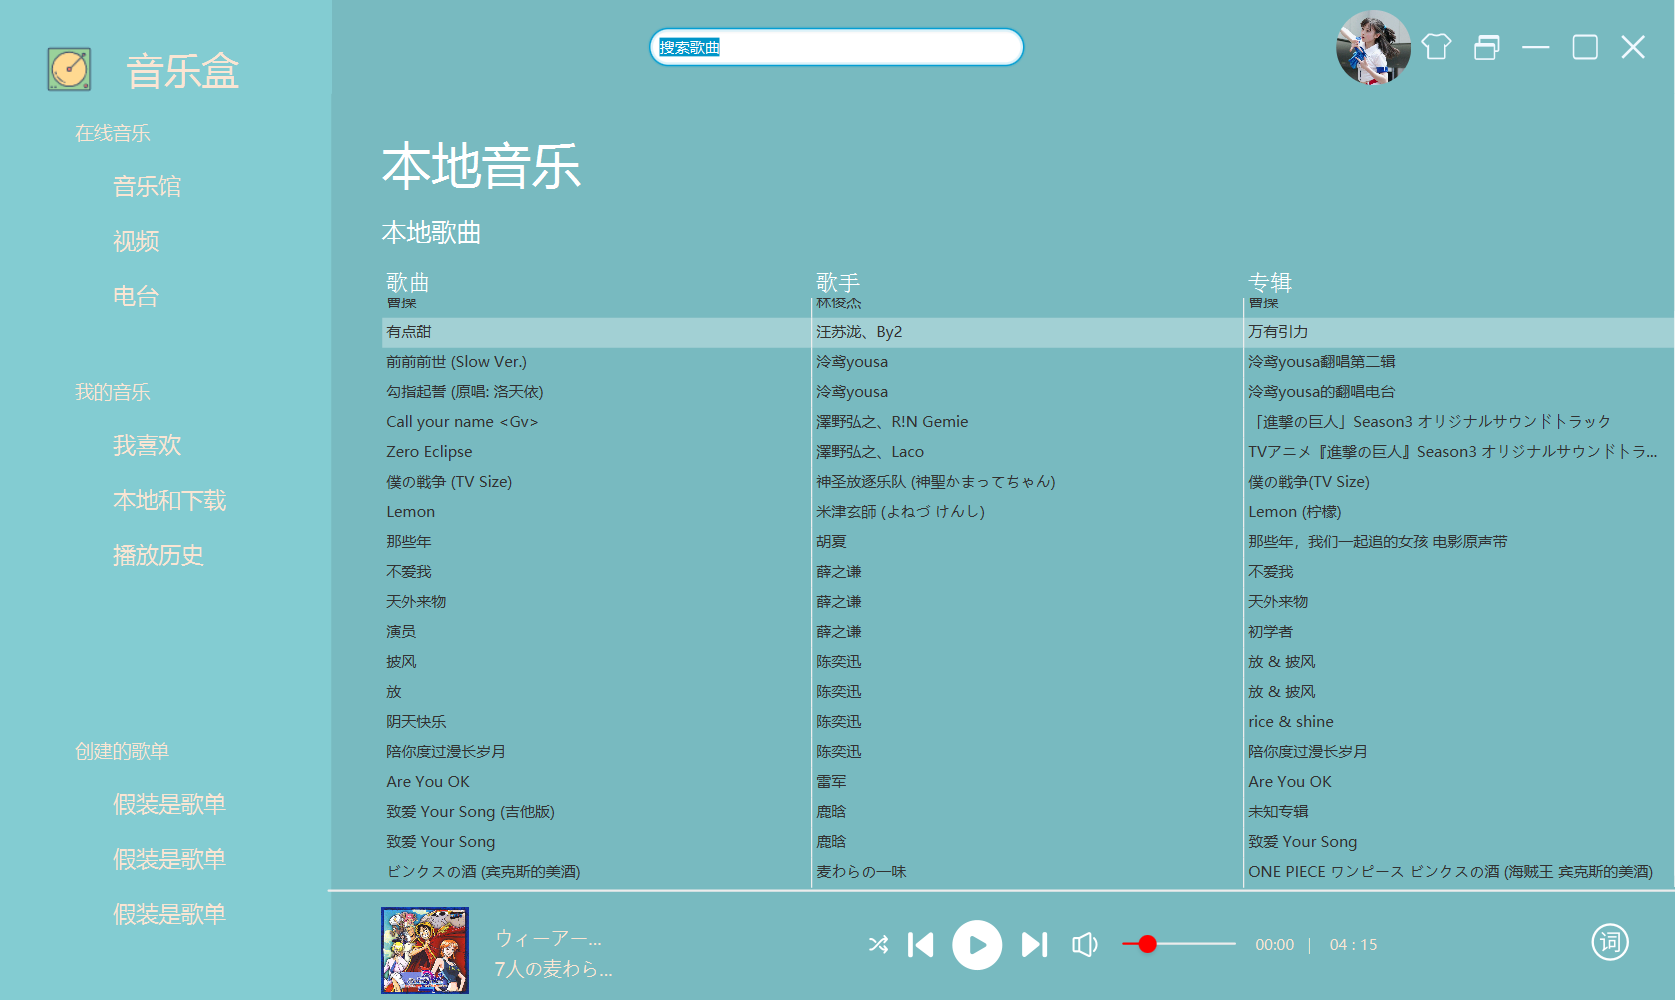 音乐盒
在线音乐
音乐馆
视频
电台
我的音乐
我喜欢
本地和下载
播放历史
创建的歌单
假装是歌单
假装是歌单
假装是歌单
搜索歌曲
本地音乐
本地歌曲
歌曲 歌手 专辑
曹操 林俊杰 曹操
有点甜 汪苏泷、By2 万有引力
前前前世 (Slow Ver.) 泠鸢yousa 泠鸢yousa翻唱第二辑
勾指起誓 (原唱: 洛天依) 泠鸢yousa 泠鸢yousa的翻唱电台
Call your name <Gv> 澤野弘之、R!N Gemie 「進撃の巨人」Season3 オリジナルサウンドトラック
Zero Eclipse 澤野弘之、Laco TVアニメ『進撃の巨人』Season3 オリジナルサウンドトラ...
僕の戦争 (TV Size) 神圣放逐乐队 (神聖かまってちゃん) 僕の戦争(TV Size)
Lemon 米津玄師 (よねづ けんし) Lemon (柠檬)
那些年 胡夏 那些年，我们一起追的女孩 电影原声带
不爱我 薛之谦 不爱我
天外来物 薛之谦 天外来物
演员 薛之谦 初学者
披风 陈奕迅 放 & 披风
放 陈奕迅 放 & 披风
阴天快乐 陈奕迅 rice & shine
陪你度过漫长岁月 陈奕迅 陪你度过漫长岁月
Are You OK 雷军 Are You OK
致爱 Your Song (吉他版) 鹿晗 未知专辑
致爱 Your Song 鹿晗 致爱 Your Song
ビンクスの酒 (宾克斯的美酒) 麦わらの一味 ONE PIECE ワンピース ビンクスの酒 (海贼王 宾克斯的美酒)
ウィーアー...
7人の麦わら...
00:00 | 04 : 15
词